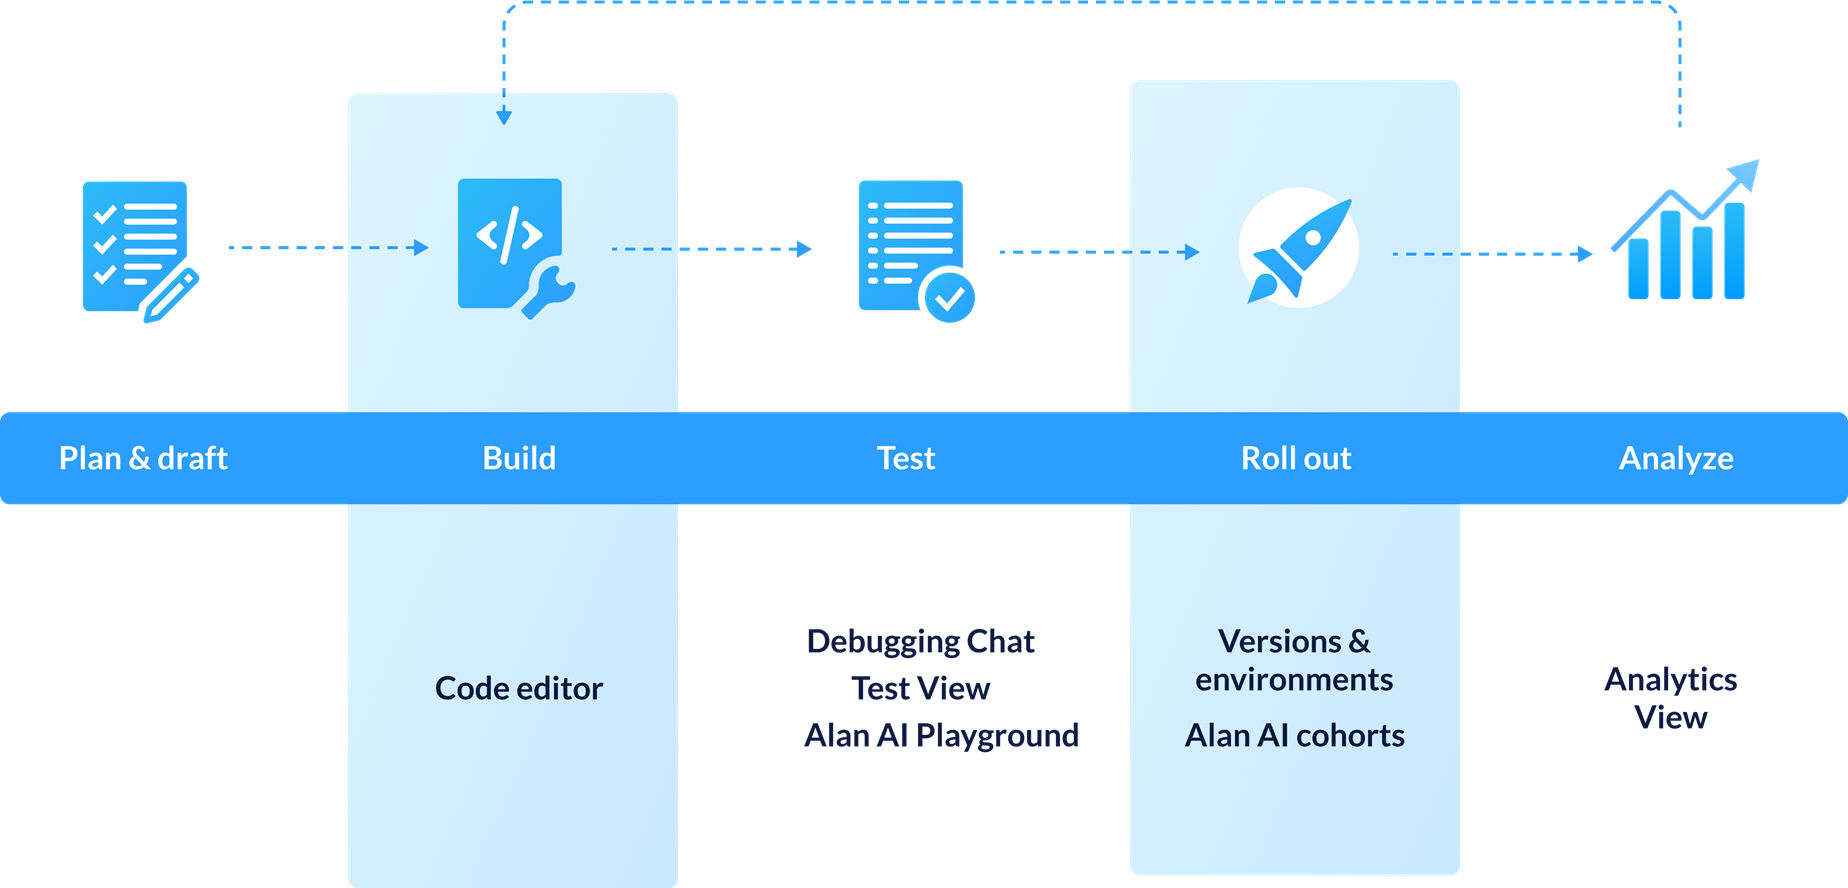 Plan & draft
Build
Test
Roll out
Analyze
Code editor
Debugging Chat
Test View
Alan AI Playground
Versions &
environments
Alan AI cohorts
Analytics
View